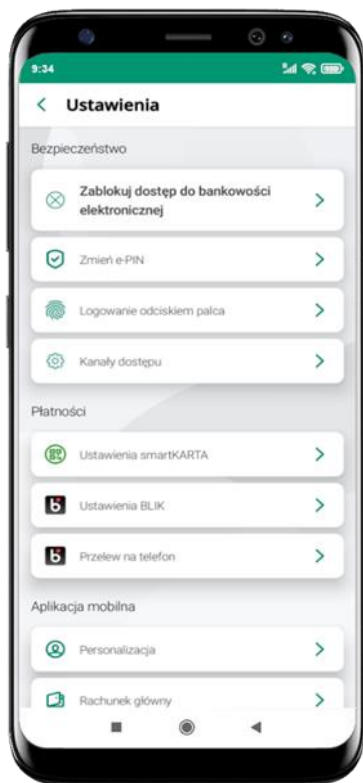 9:34
Ustawienia
Bezpieczeństwo
Zablokuj dostęp do bankowości
elektronicznej
Zmień e-PIN
Logowanie odciskiem palca
Kanały dostępu
Płatności
Ustawienia smartKARTA
Ustawienia BLIK
Przelew na telefon
Aplikacja mobilna
Personalizacja
Rachunek główny